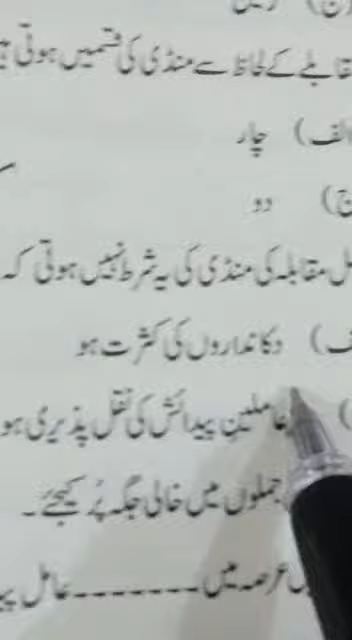 مقابلے کے لحاظ سے منڈی کی قسمیں ہوتی
الف) چار
ج) دو
مقابلہ کی منڈی کی یہ شرط نہیں ہوتی کہ
دکانداروں کی کثرت ہو
عاملین پیدائش کی نقل پذیری ہو
جملوں میں خالی جگہ پُر کیجئے۔
عرصہ میں ------- عامل